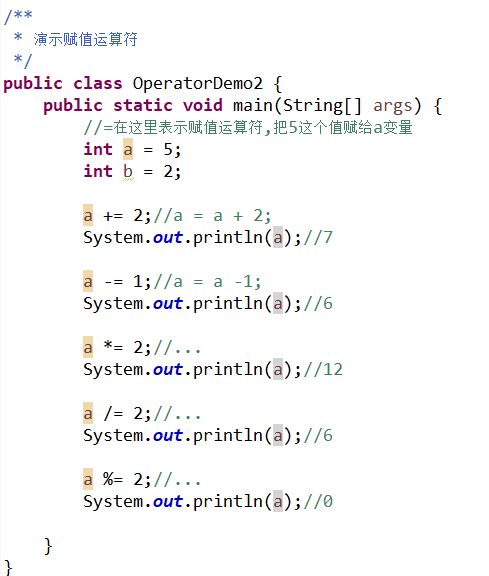 /**
 * 演示赋值运算符
 */
public class OperatorDemo2 {
    public static void main(String[] args) {
        //=在这里表示赋值运算符,把5这个值赋给a变量
        int a = 5;
        int b = 2;

        a += 2;//a = a + 2;
        System.out.println(a);//7

        a -= 1;//a = a -1;
        System.out.println(a);//6

        a *= 2;//...
        System.out.println(a);//12

        a /= 2;//...
        System.out.println(a);//6

        a %= 2;//...
        System.out.println(a);//0

    }
}